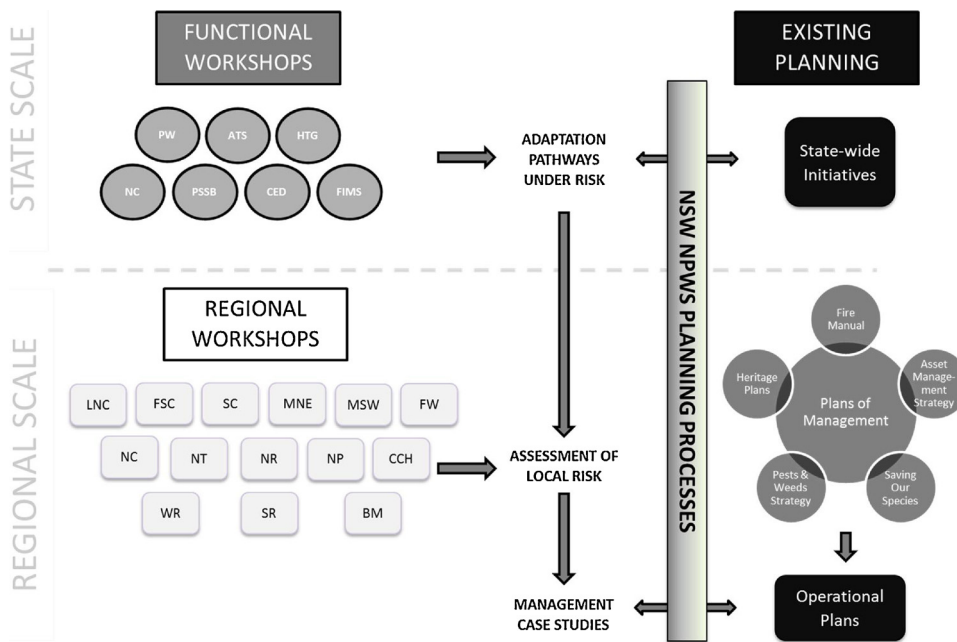 STATE SCALE
FUNCTIONAL
WORKSHOPS
PW
ATS
HTG
NC
PSSB
CED
FIMS
ADAPTATION
PATHWAYS
UNDER RISK
EXISTING
PLANNING
State-wide
Initiatives
NSW NPWS PLANNING PROCESSES
REGIONAL SCALE
REGIONAL
WORKSHOPS
LNC
FSC
SC
MNE
MSW
FW
NC
NT
NR
NP
CCH
WR
SR
BM
ASSESSMENT OF
LOCAL RISK
MANAGEMENT
CASE STUDIES
Fire
Manual
Heritage
Plans
Asset
Manage-
ment
Strategy
Plans of
Management
Pests &
Weeds
Strategy
Saving
Our
Species
Operational
Plans